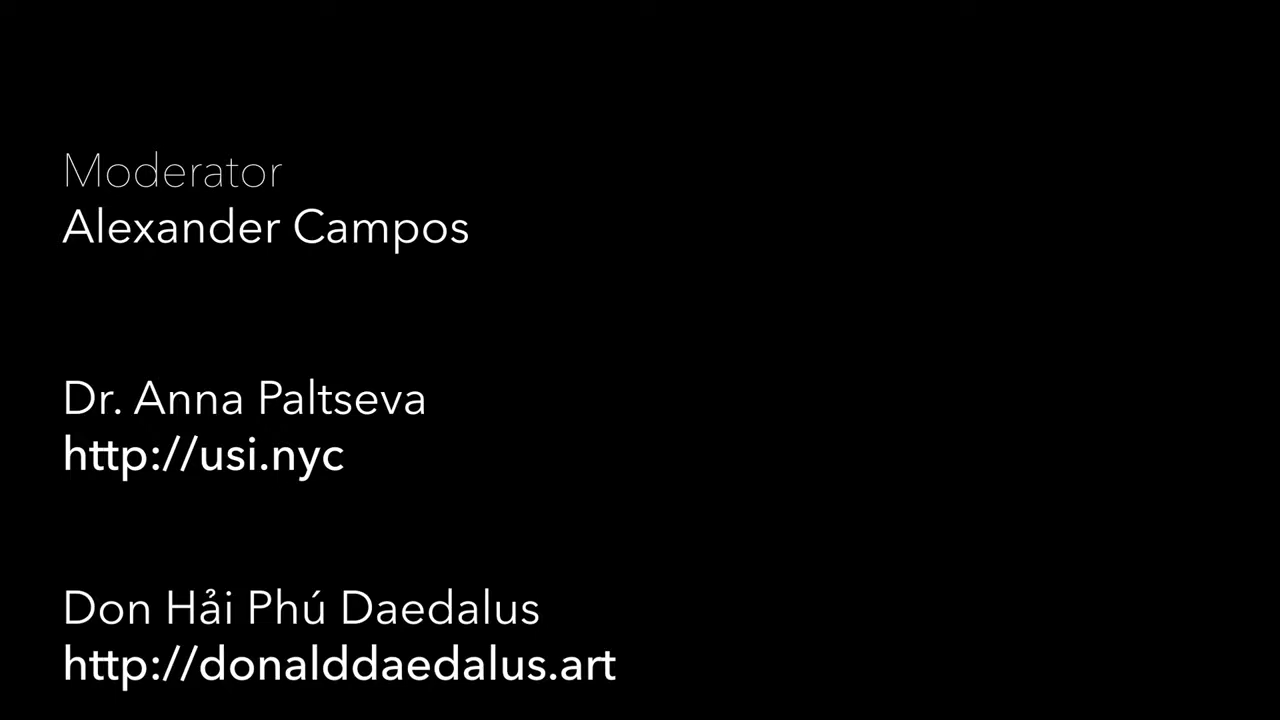 Moderator
Alexander Campos
Dr. Anna Paltseva
http://usi.nyc
Don Hải Phú Daedalus
http://donalddaedalus.art